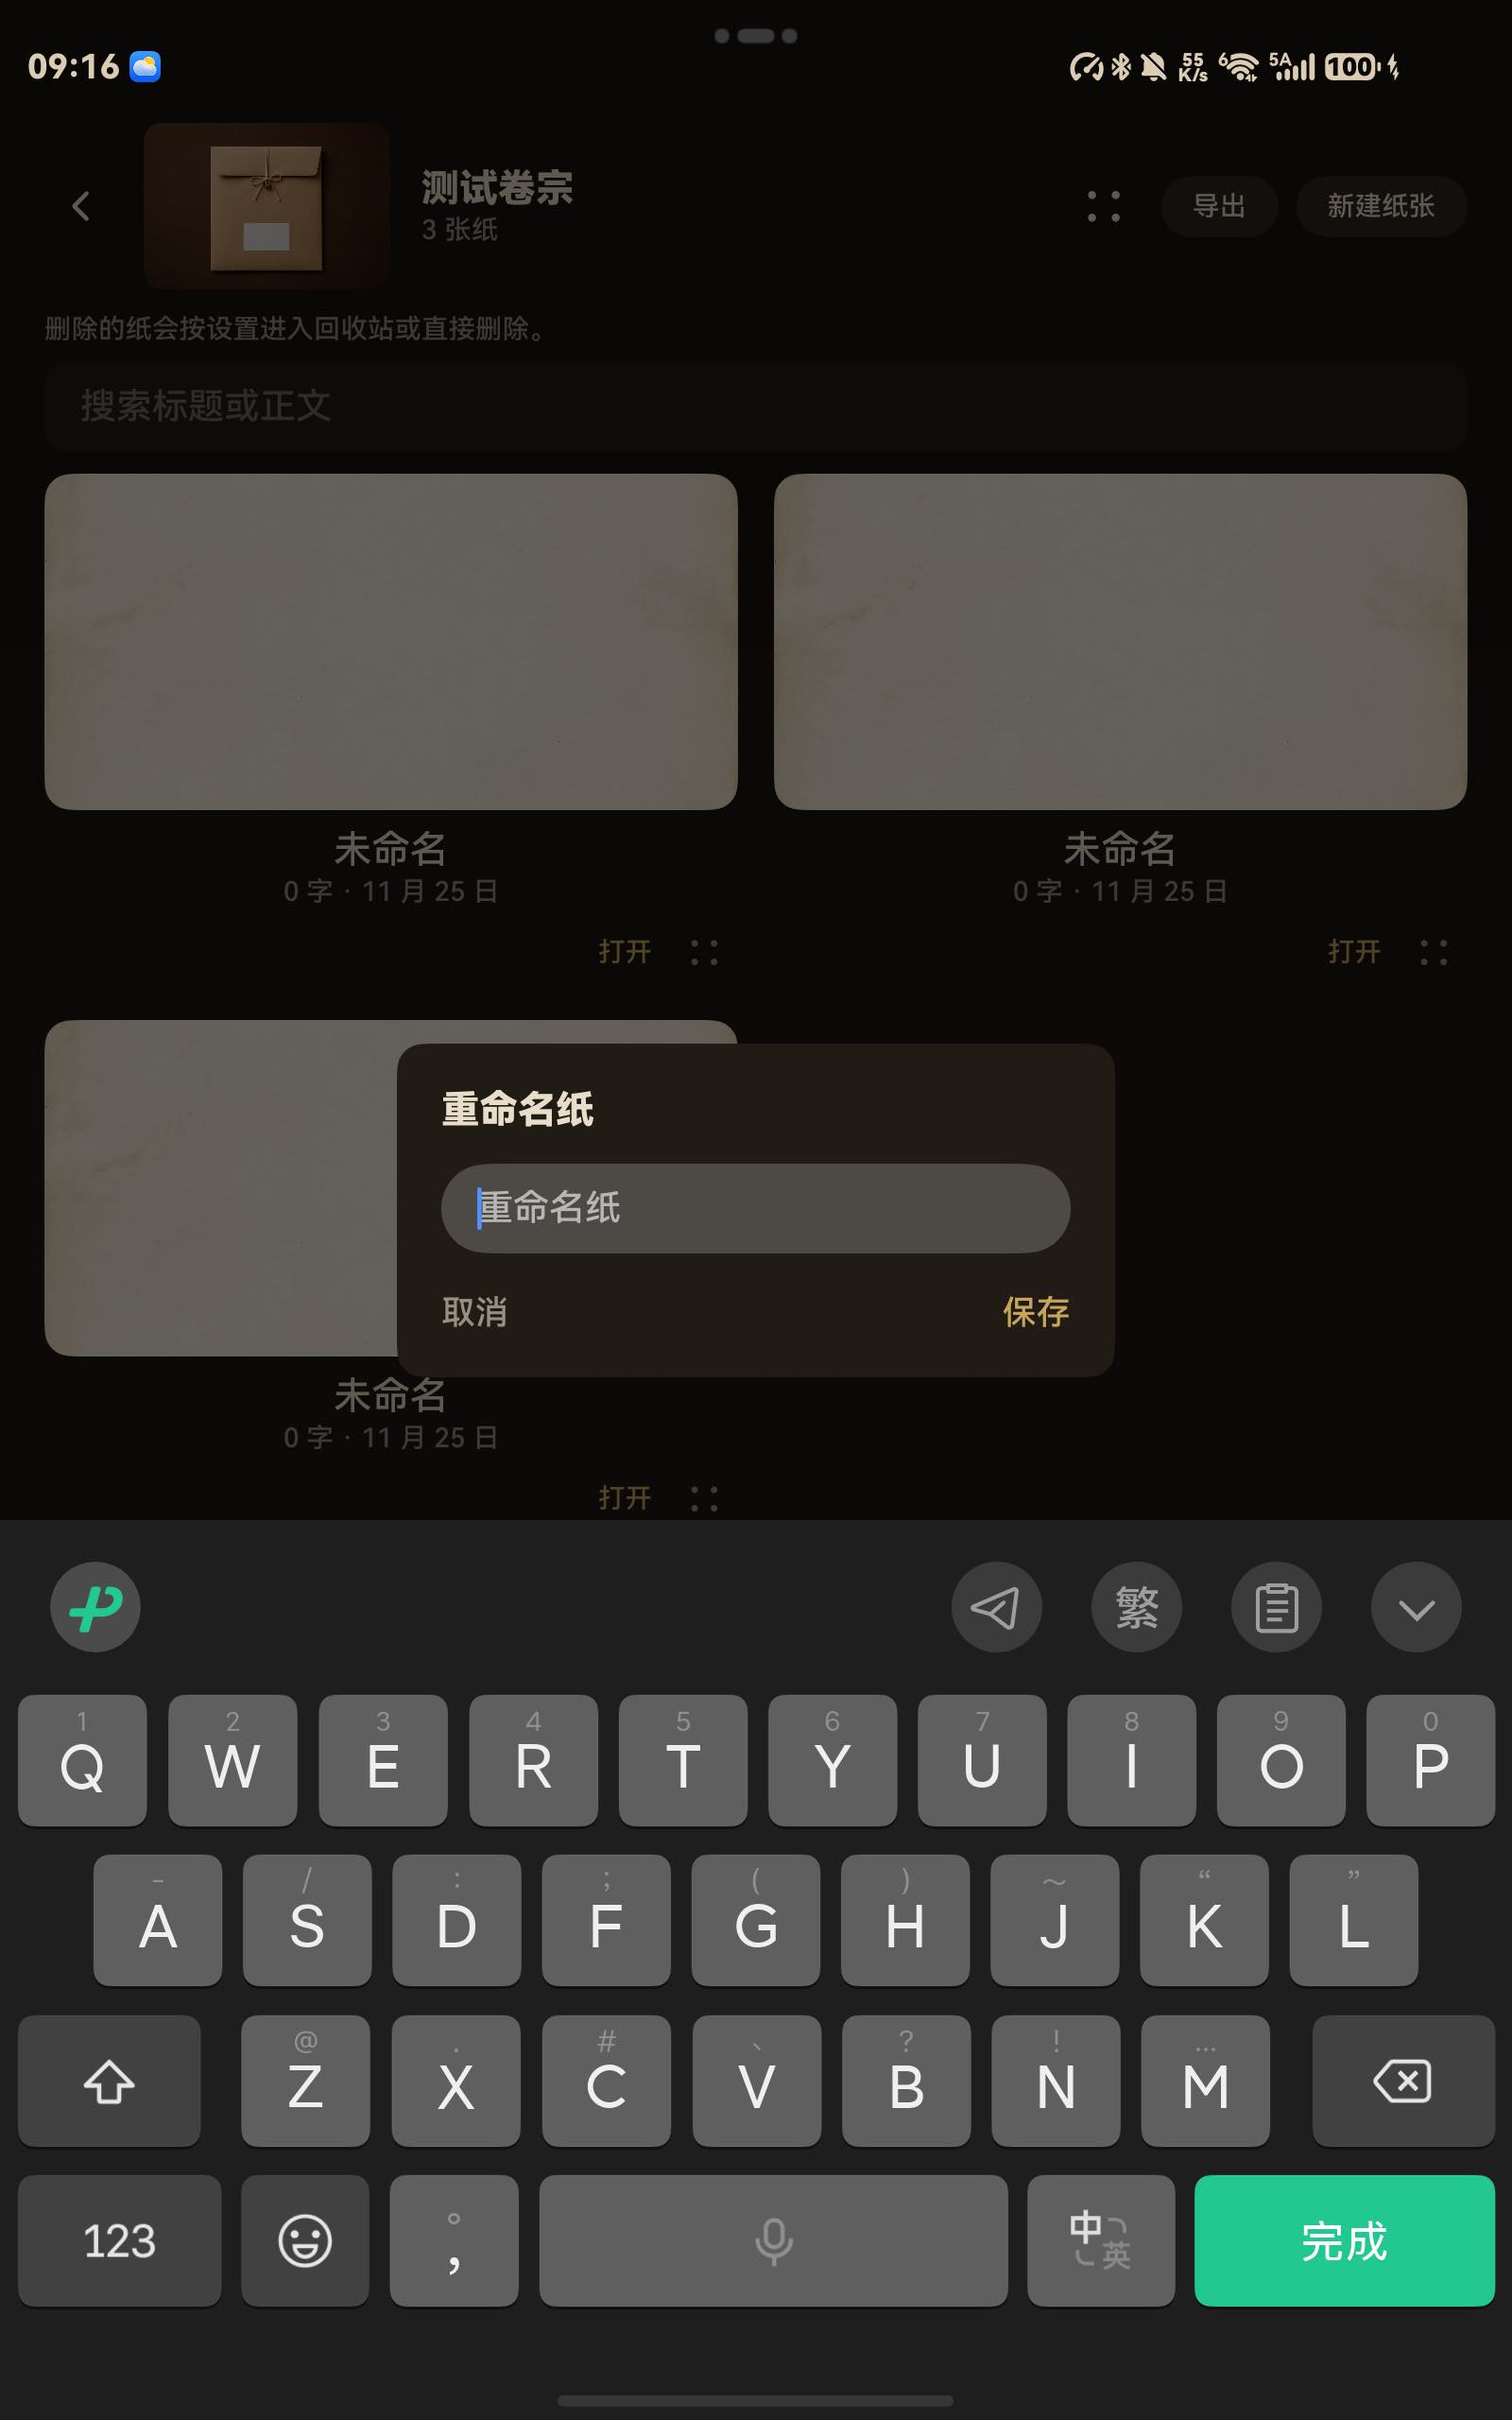 09:16
55 K/s
6
5A
100
测试卷宗
3 张纸
导出
新建纸张
删除的纸会按设置进入回收站或直接删除。
搜索标题或正文
未命名
0 字 · 11 月 25 日
打开
未命名
0 字 · 11 月 25 日
打开
重命名纸
重命名纸
取消
保存
未命名
0 字 · 11 月 25 日
打开
繁
1 2 3 4 5 6 7 8 9 0
Q W E R T Y U I O P
- / : ; ( ) ～ “ ”
A S D F G H J K L
@ . # 、 ? ! …
Z X C V B N M
123
。
，
中
英
完成